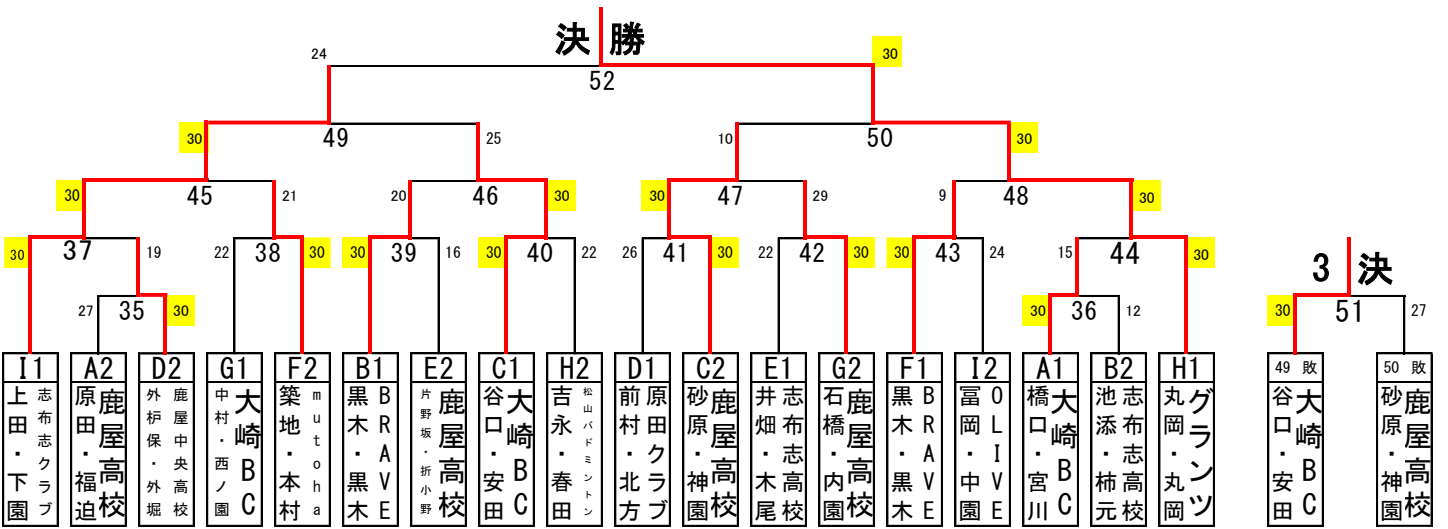 決勝
24
30
52
30
49
25
10
50
30
30
45
21
20
46
30
30
47
29
9
48
30
30
37
19
22
38
30
30
39
16
30
40
22
26
41
30
22
42
30
30
43
24
15
44
30
27
35
30
30
36
12
3決
30
51
27
I1
A2
D2
G1
F2
B1
E2
C1
H2
D1
C2
E1
G2
F1
I2
A1
B2
H1
49 敗
50 敗
志布志クラブ
上田・下園
鹿屋高校
原田・福迫
鹿屋中央高校
外枦保・外堀
大崎BC
中村・西ノ園
mutoha
築地・本村
BRAVE
黒木・黒木
鹿屋高校
片野坂・折小野
大崎BC
谷口・安田
松山バドミントン
吉永・春田
原田クラブ
前村・北方
鹿屋高校
砂原・神園
志布志高校
井畑・木尾
鹿屋高校
石橋・内園
BRAVE
黒木・黒木
OLIVE
冨岡・中園
大崎BC
橋口・宮川
志布志高校
池添・柿元
グランツ
丸岡・丸岡
大崎BC
谷口・安田
鹿屋高校
砂原・神園